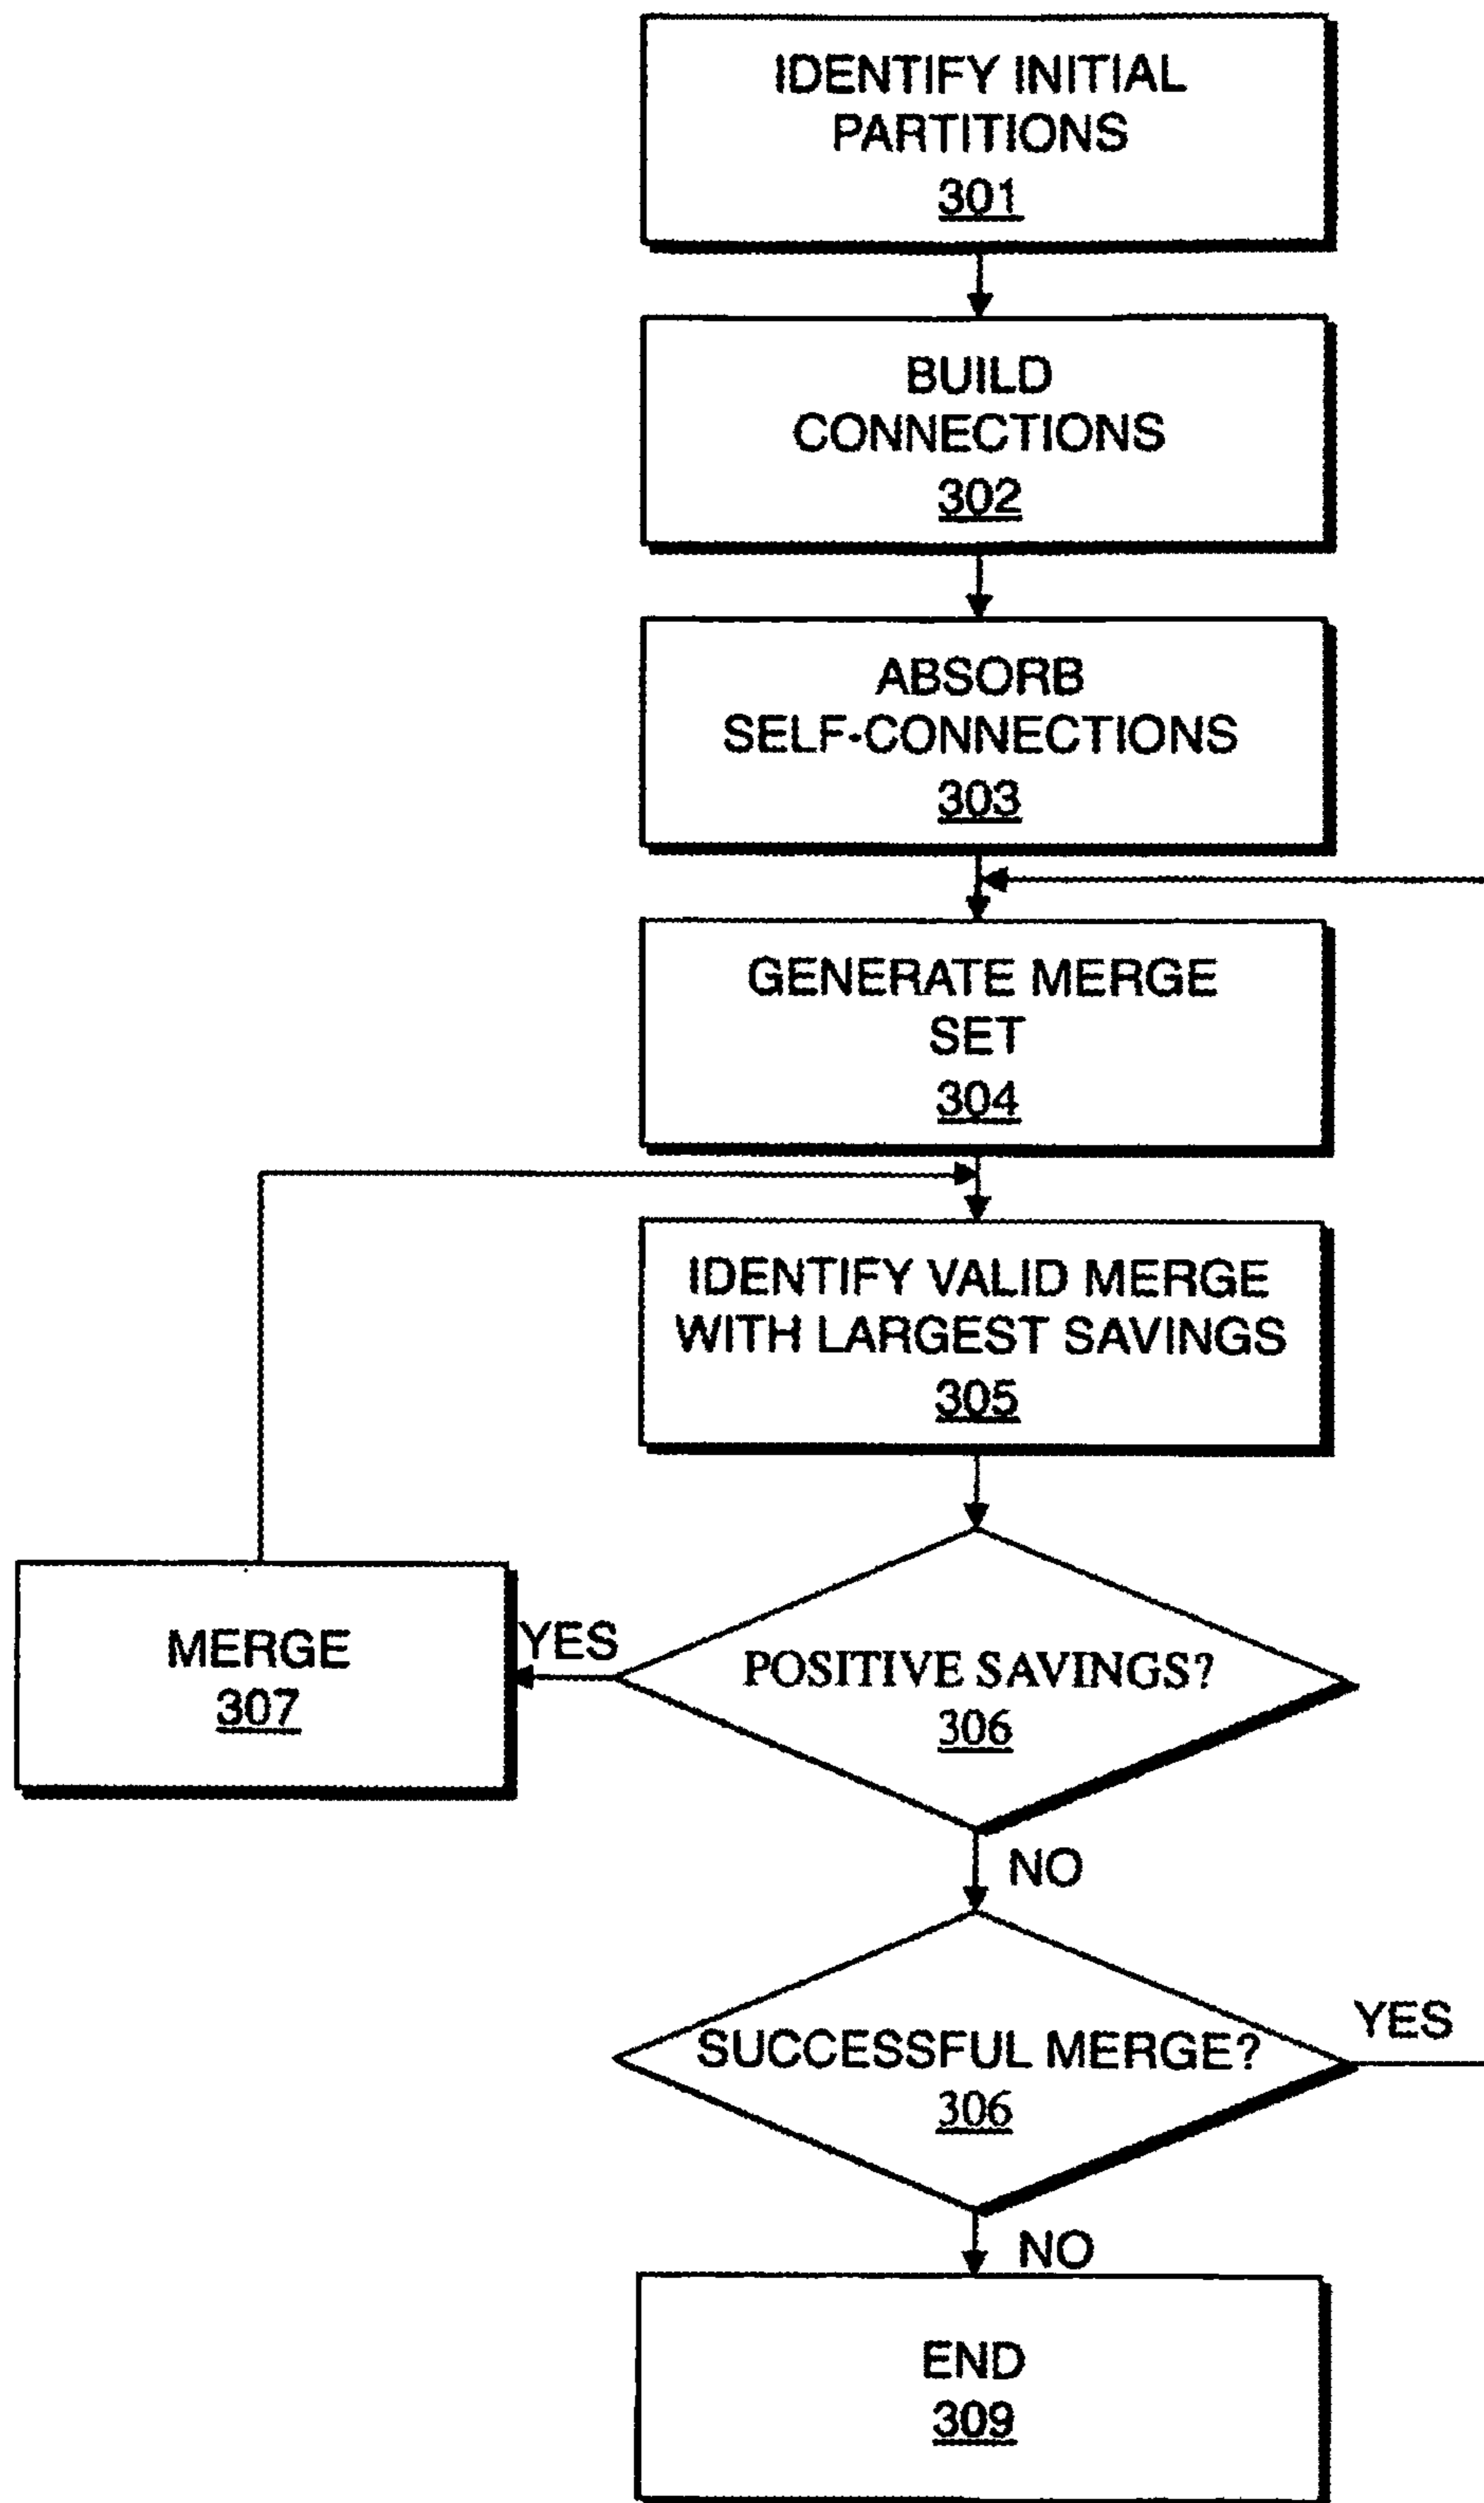 IDENTIFY INITIAL
PARTITIONS
301
BUILD
CONNECTIONS
302
ABSORB
SELF-CONNECTIONS
303
GENERATE MERGE
SET
304
IDENTIFY VALID MERGE
WITH LARGEST SAVINGS
305
MERGE
307
YES
POSITIVE SAVINGS?
306
NO
SUCCESSFUL MERGE?
306
YES
NO
END
309